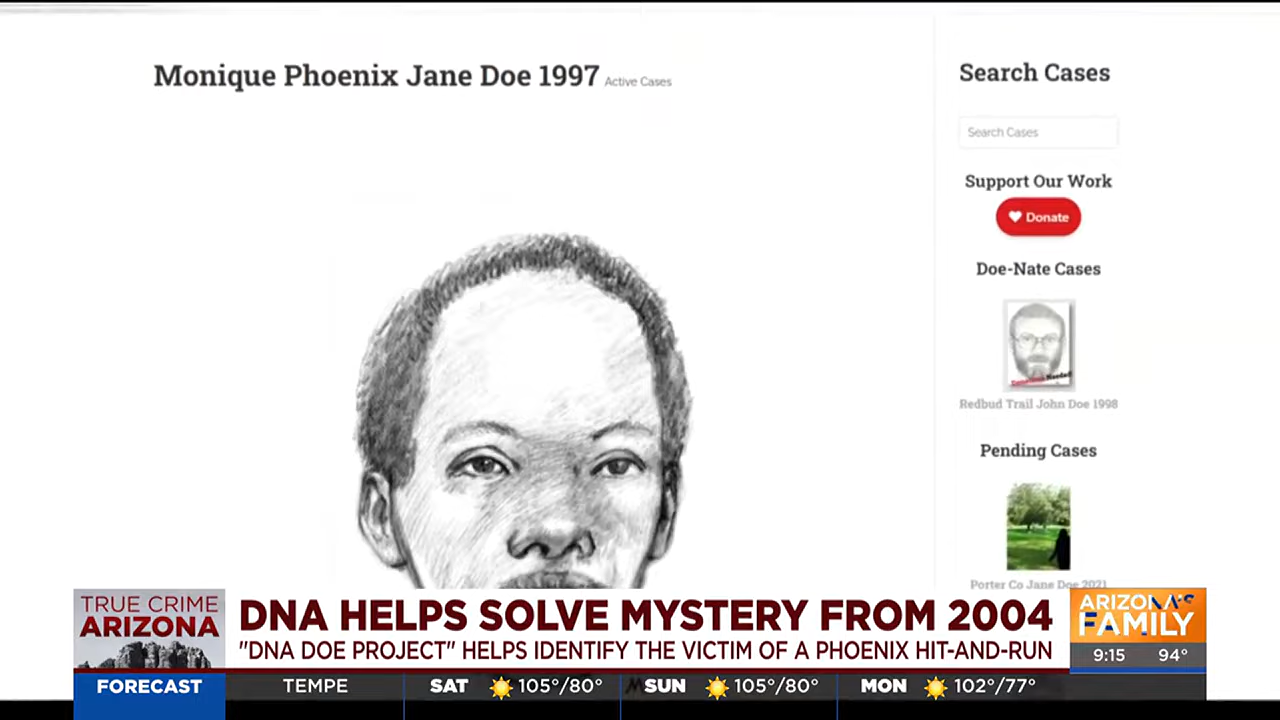 Monique Phoenix Jane Doe 1997 Active Cases
Search Cases
Search Cases
Support Our Work
Donate
Doe-Nate Cases
Redbud Trail John Doe 1998
Pending Cases
Porter Co Jane Doe 2021
TRUE CRIME
ARIZONA
DNA HELPS SOLVE MYSTERY FROM 2004
"DNA DOE PROJECT" HELPS IDENTIFY THE VICTIM OF A PHOENIX HIT-AND-RUN
ARIZONA'S
FAMILY
9:15 94°
FORECAST TEMPE SAT 105°/80° SUN 105°/80° MON 102°/77°